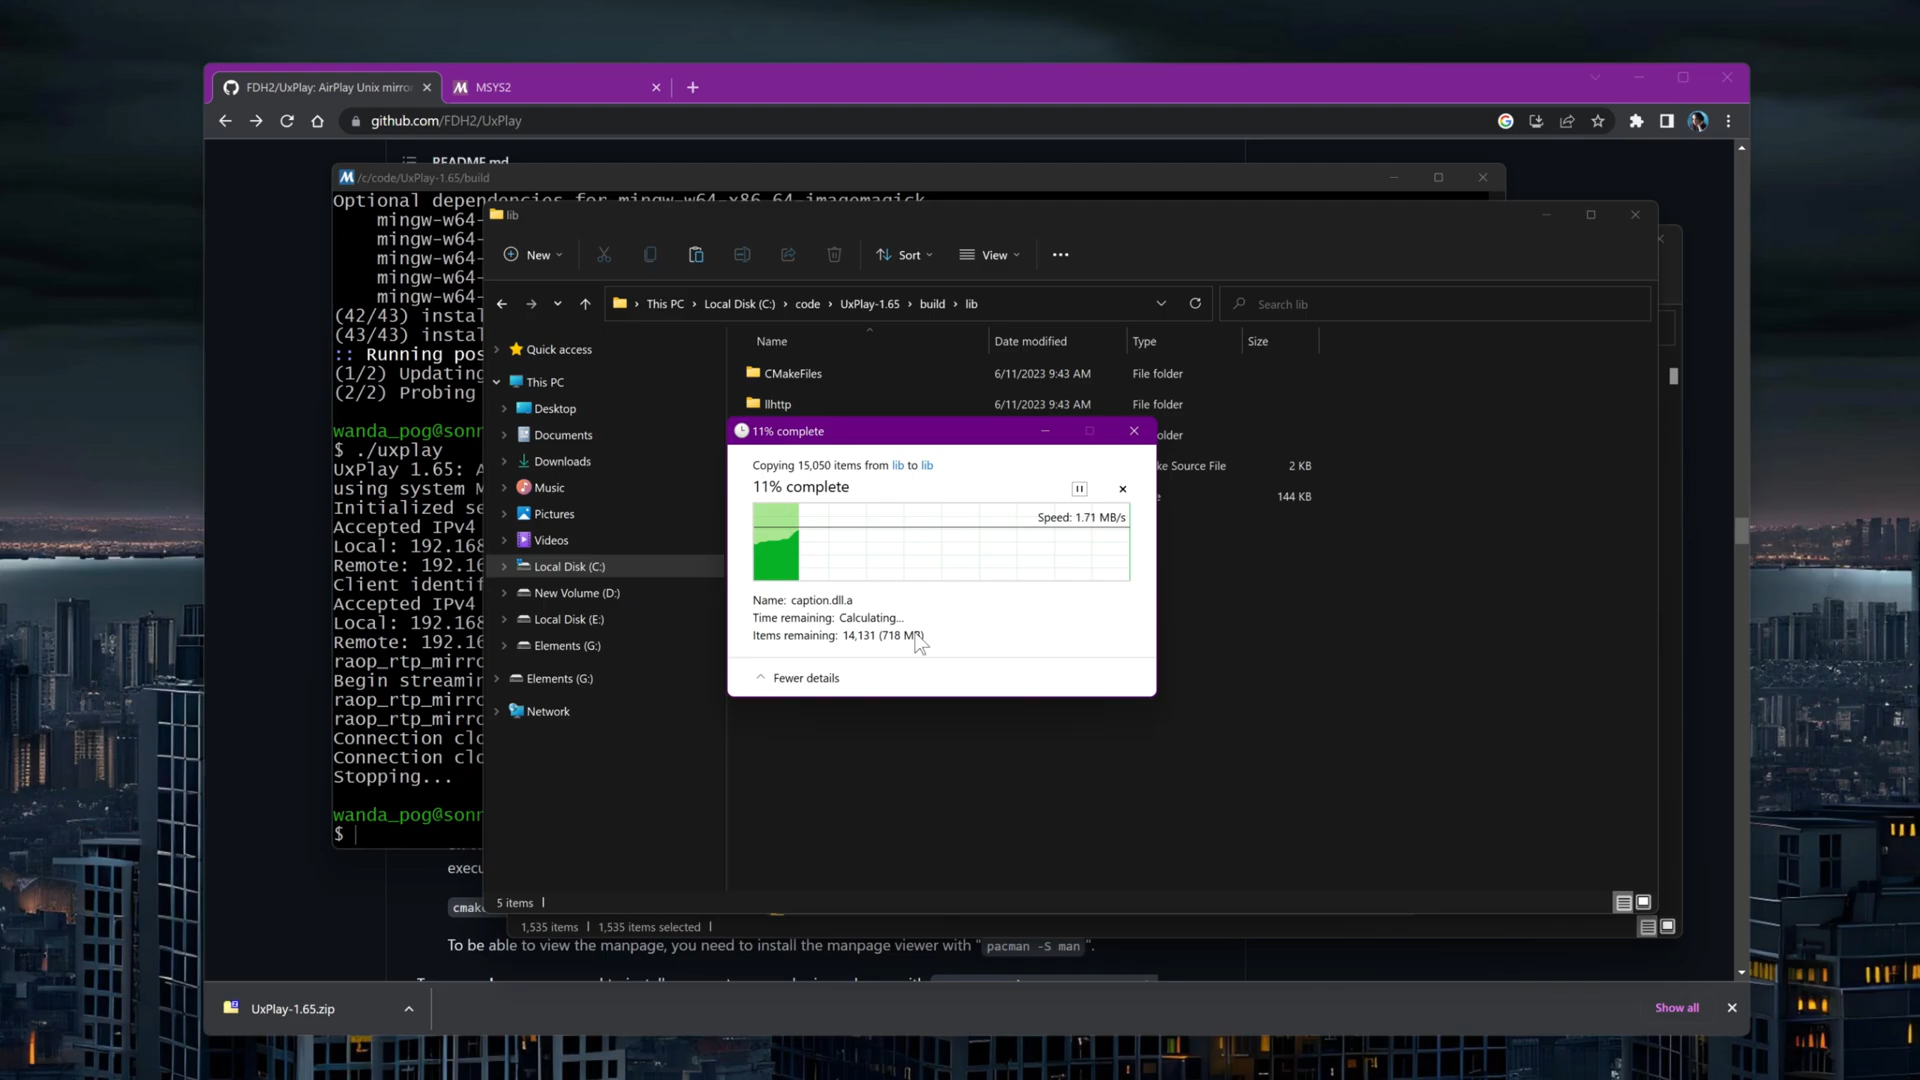 FDH2/UxPlay: AirPlay Unix mirror
MSYS2
github.com/FDH2/UxPlay
README.md
/c/code/UxPlay-1.65/build
Optional dependencies for mingw-w64-x86_64-imagemagick
mingw-w64-
mingw-w64-
mingw-w64-
mingw-w64-
mingw-w64-
(42/43) instal
(43/43) instal
:: Running pos
(1/2) Updating
(2/2) Probing
wanda_pog@sonn
$ ./uxplay
UxPlay 1.65: A
using system M
Initialized se
Accepted IPv4
Local: 192.168
Remote: 192.16
Client identif
Accepted IPv4
Local: 192.168
Remote: 192.16
raop_rtp_mirro
Begin streamin
raop_rtp_mirro
raop_rtp_mirro
Connection clo
Connection clo
Stopping...
wanda_pog@sonn
$
lib
New
Sort
View
This PC
Local Disk (C:)
code
UxPlay-1.65
build
lib
Search lib
Quick access
This PC
Desktop
Documents
Downloads
Music
Pictures
Videos
Local Disk (C:)
New Volume (D:)
Local Disk (E:)
Elements (G:)
Elements (G:)
Network
Name Date modified Type Size
CMakeFiles 6/11/2023 9:43 AM File folder
llhttp 6/11/2023 9:43 AM File folder
older
ke Source File 2 KB
e 144 KB
11% complete
Copying 15,050 items from lib to lib
11% complete
Speed: 1.71 MB/s
Name: caption.dll.a
Time remaining: Calculating...
Items remaining: 14,131 (718 MB)
Fewer details
5 items
1,535 items 1,535 items selected
execu
cmake
To be able to view the manpage, you need to install the manpage viewer with "pacman -S man".
UxPlay-1.65.zip
Show all